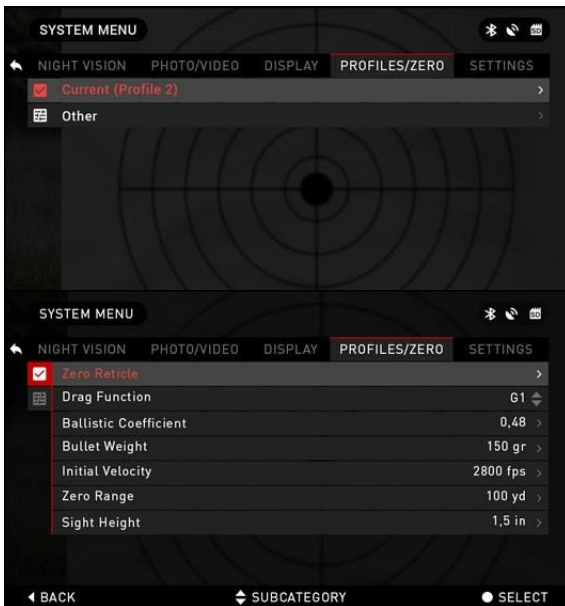 SYSTEM MENU
SD
NIGHT VISION PHOTO/VIDEO DISPLAY PROFILES/ZERO SETTINGS
Current (Profile 2)
Other
SYSTEM MENU
SD
NIGHT VISION PHOTO/VIDEO DISPLAY PROFILES/ZERO SETTINGS
Zero Reticle
Drag Function G1
Ballistic Coefficient 0,48
Bullet Weight 150 gr
Initial Velocity 2800 fps
Zero Range 100 yd
Sight Height 1,5 in
BACK SUBCATEGORY SELECT